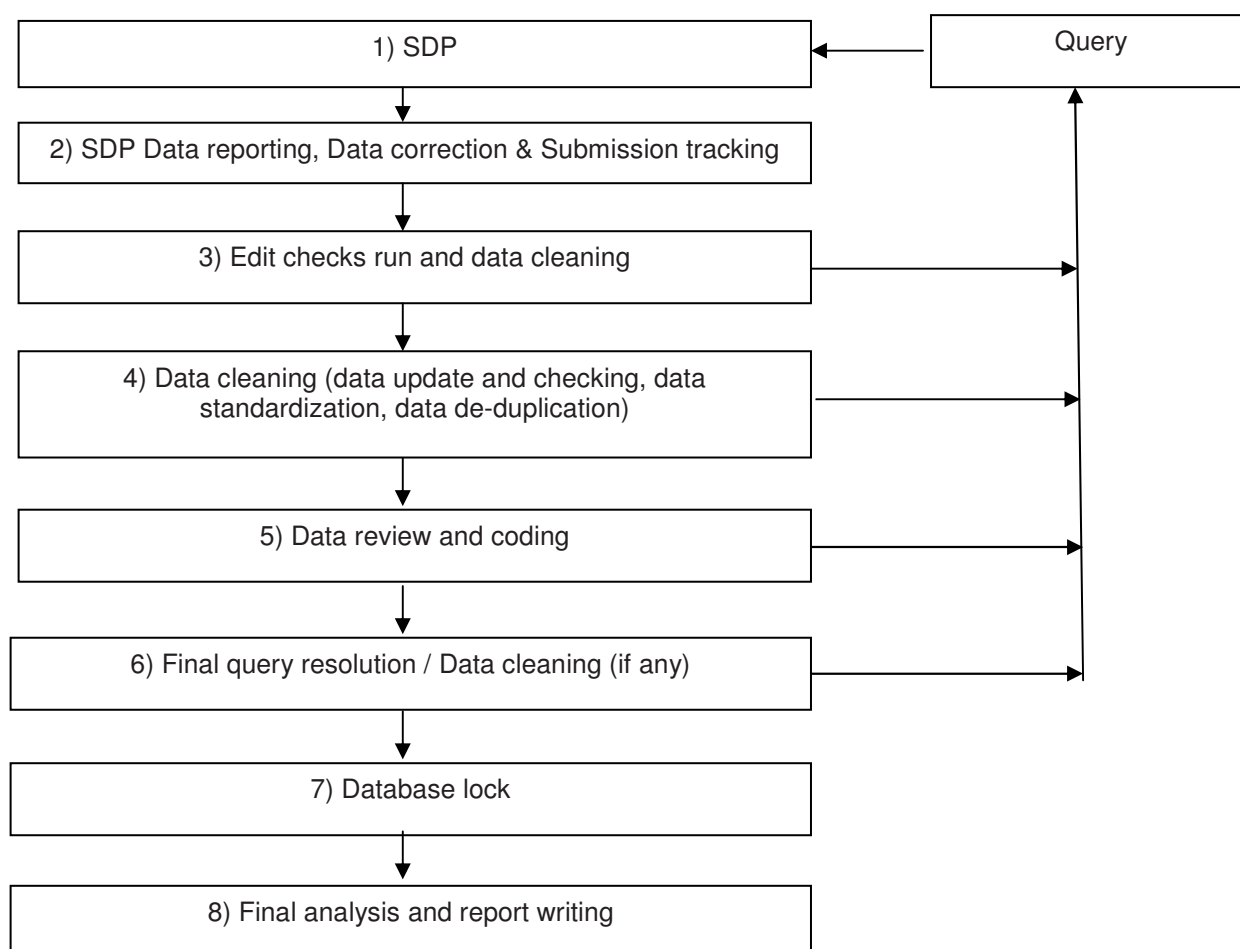 1) SDP
Query
2) SDP Data reporting, Data correction & Submission tracking
3) Edit checks run and data cleaning
4) Data cleaning (data update and checking, data
standardization, data de-duplication)
5) Data review and coding
6) Final query resolution / Data cleaning (if any)
7) Database lock
8) Final analysis and report writing